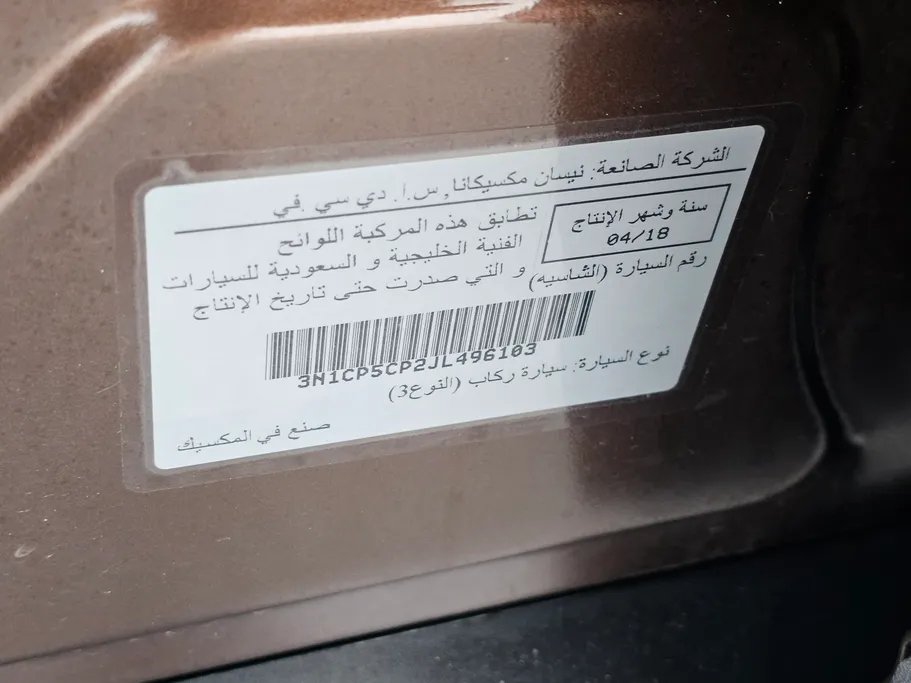 الشركة الصانعة: نيسان مكسيكانا, س.ا. دي سي .في
سنة وشهر الإنتاج
04/18
تطابق هذه المركبة اللوائح
الفنية الخليجية و السعودية للسيارات
و التي صدرت حتى تاريخ الإنتاج
رقم السيارة (الشاسيه)
3N1CP5CP2JL496103
نوع السيارة: سيارة ركاب (النوع3)
صنع في المكسيك